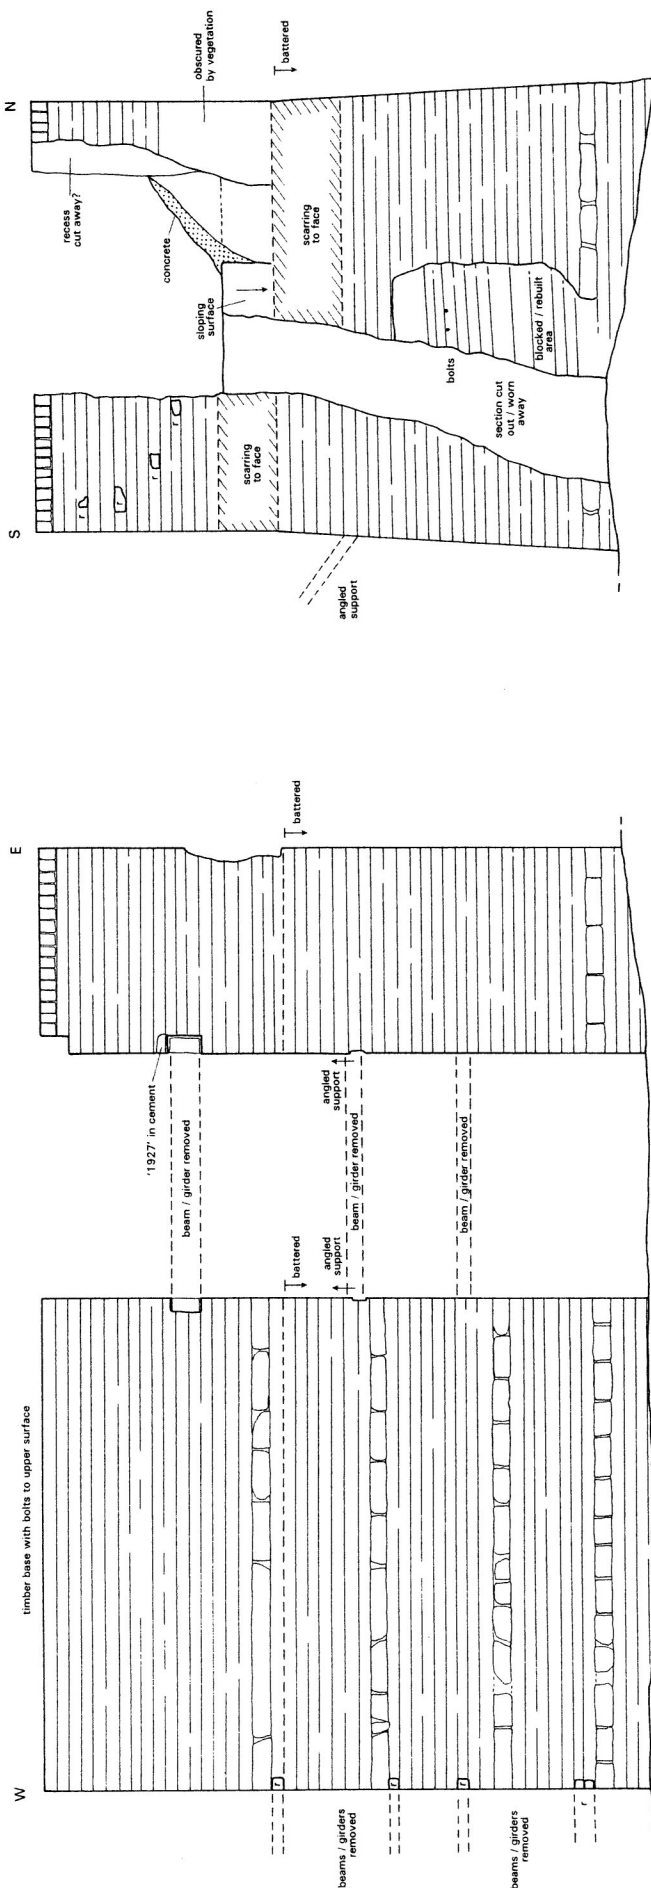 W
E
timber base with bolts to upper surface
'1927' in cement
beam / girder removed
battered
battered
angled
support
angled
support
beam / girder removed
beam / girder removed
r
r
r
r
beams / girders
removed
beams / girders
removed
S
N
recess
cut away?
obscured
by vegetation
battered
concrete
sloping
surface
r
r
r
r
scarring
to face
scarring
to face
angled
support
bolts
blocked / rebuilt
area
section cut
out / worn
away